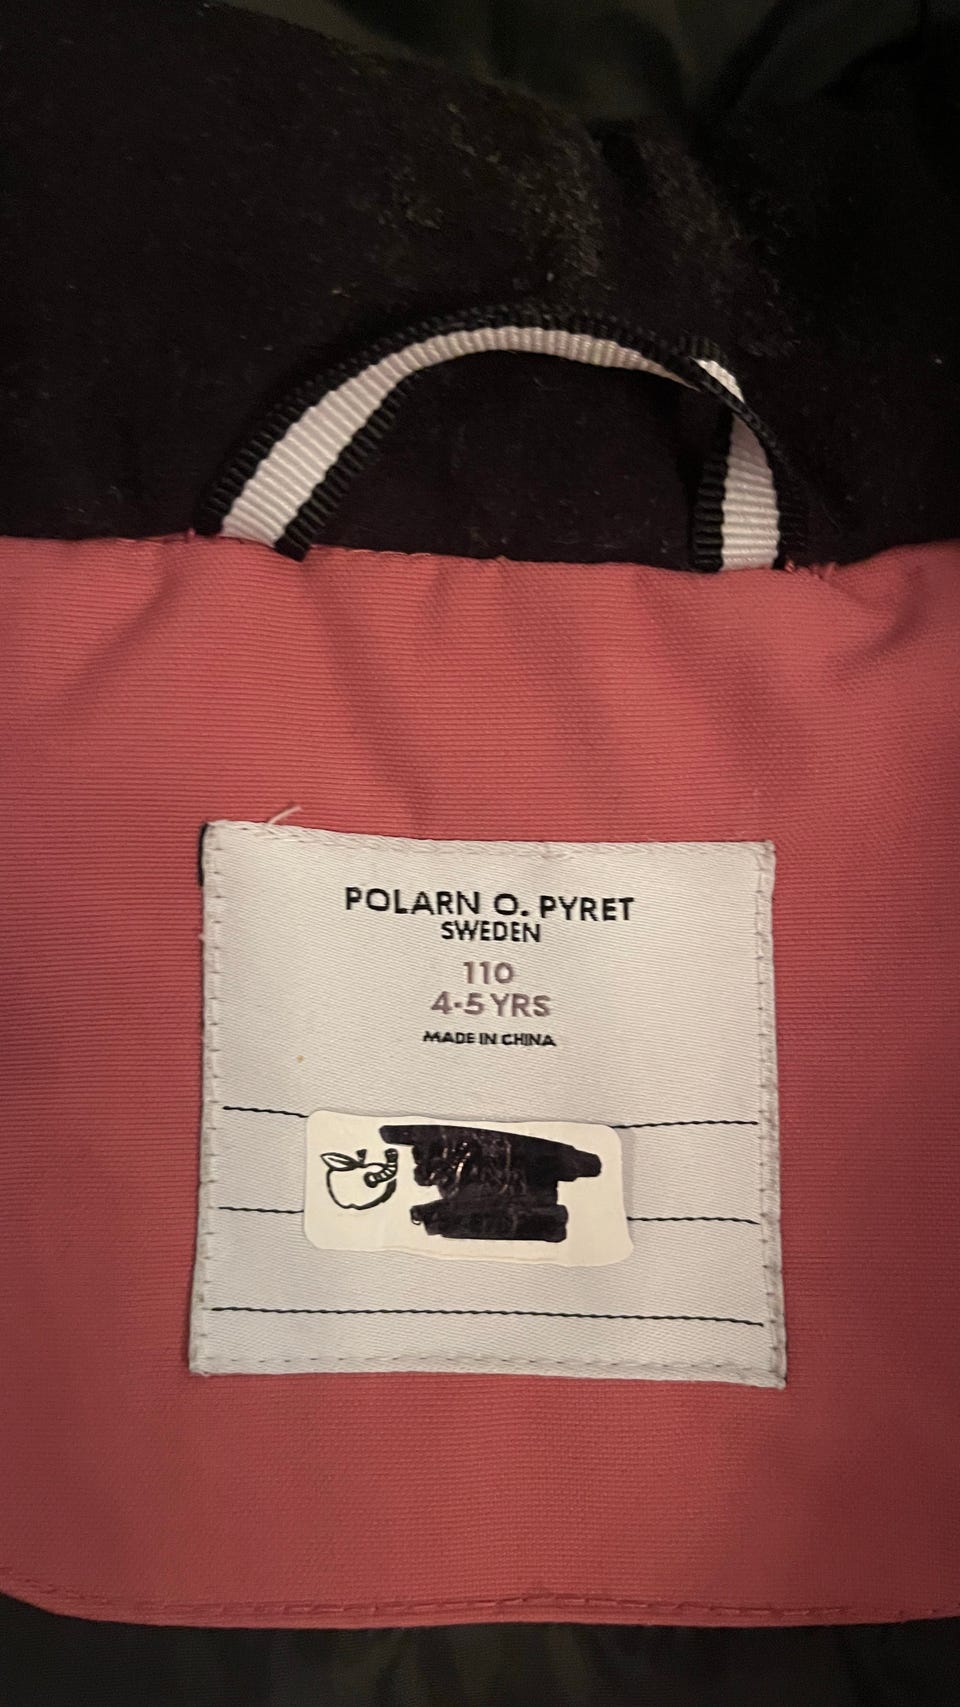 POLARN O. PYRET
SWEDEN
110
4-5 YRS
MADE IN CHINA